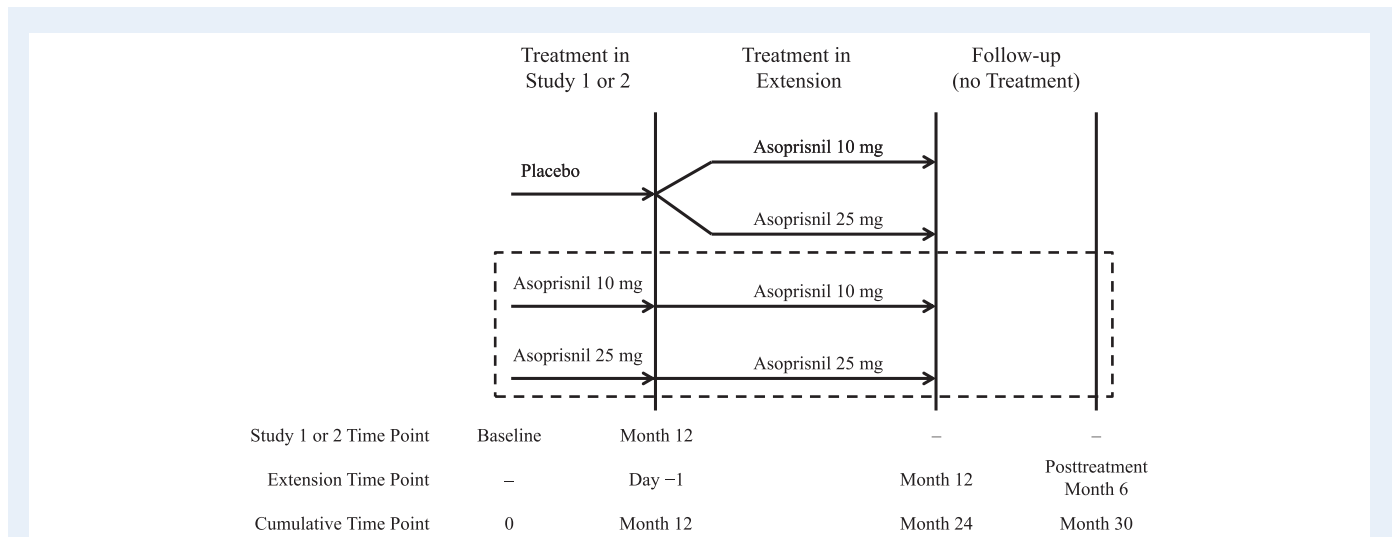 Treatment in
Study 1 or 2
Treatment in
Extension
Follow-up
(no Treatment)
Placebo
Asoprisnil 10 mg
Asoprisnil 25 mg
Asoprisnil 10 mg
Asoprisnil 10 mg
Asoprisnil 25 mg
Asoprisnil 25 mg
Study 1 or 2 Time Point Baseline Month 12 – –
Extension Time Point – Day −1 Month 12 Posttreatment
Month 6
Cumulative Time Point 0 Month 12 Month 24 Month 30